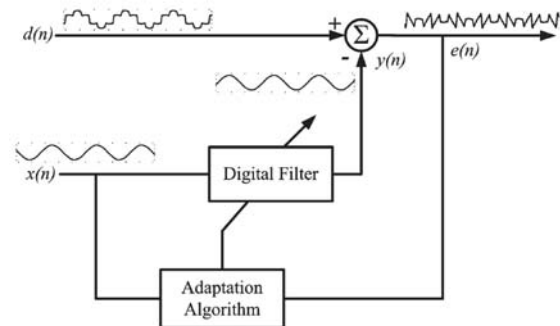 d(n)
+
Σ
-
y(n)
e(n)
x(n)
Digital Filter
Adaptation
Algorithm